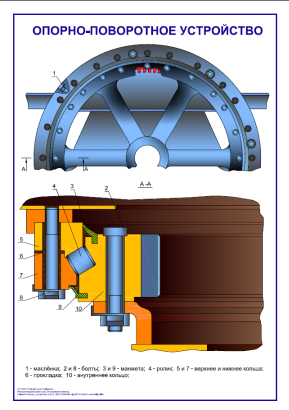 ОПОРНО-ПОВОРОТНОЕ УСТРОЙСТВО
1
А
А
А -А
4
3
2
5
6
7
8
9
10
1 - маслёнка; 2 и 8 - болты; 3 и 9 - манжета; 4 - ролик; 5 и 7 - верхнее и нижнее кольца;
6 - прокладка; 10 - внутреннее кольцо;